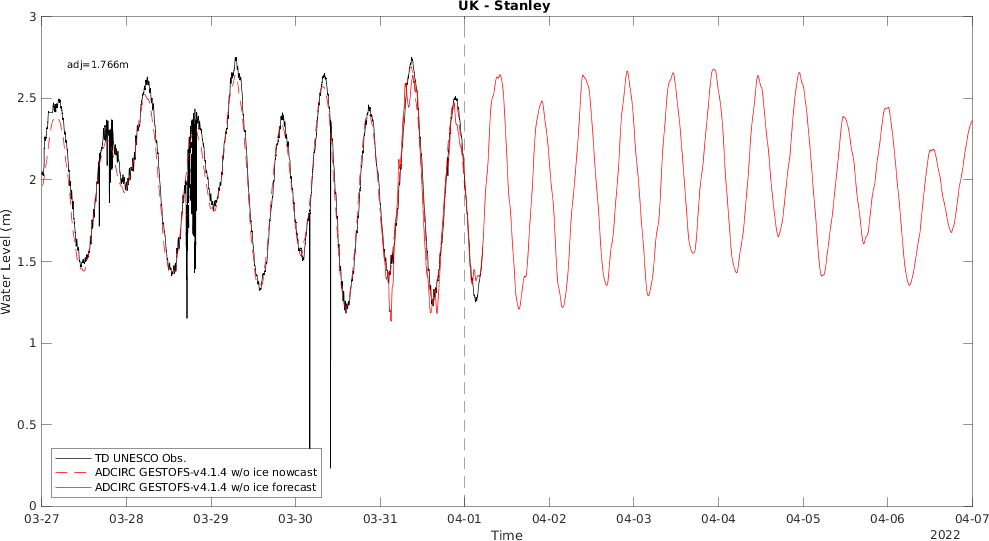 UK - Stanley
adj=1.766m
3
2.5
2
1.5
1
0.5
0
Water Level (m)
TD UNESCO Obs.
ADCIRC GESTOFS-v4.1.4 w/o ice nowcast
ADCIRC GESTOFS-v4.1.4 w/o ice forecast
03-27 03-28 03-29 03-30 03-31 04-01 04-02 04-03 04-04 04-05 04-06 04-07
Time
2022